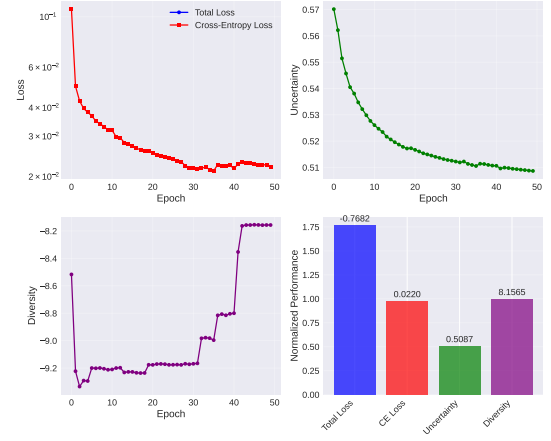 Total Loss
Cross-Entropy Loss
10⁻¹
6 × 10⁻²
4 × 10⁻²
3 × 10⁻²
2 × 10⁻²
Loss
0 10 20 30 40 50
Epoch
0.57
0.56
0.55
0.54
0.53
0.52
0.51
Uncertainty
0 10 20 30 40 50
Epoch
−8.2
−8.4
−8.6
−8.8
−9.0
−9.2
Diversity
0 10 20 30 40 50
Epoch
1.75
1.50
1.25
1.00
0.75
0.50
0.25
0.00
Normalized Performance
-0.7682
0.0220
0.5087
8.1565
Total Loss
CE Loss
Uncertainty
Diversity